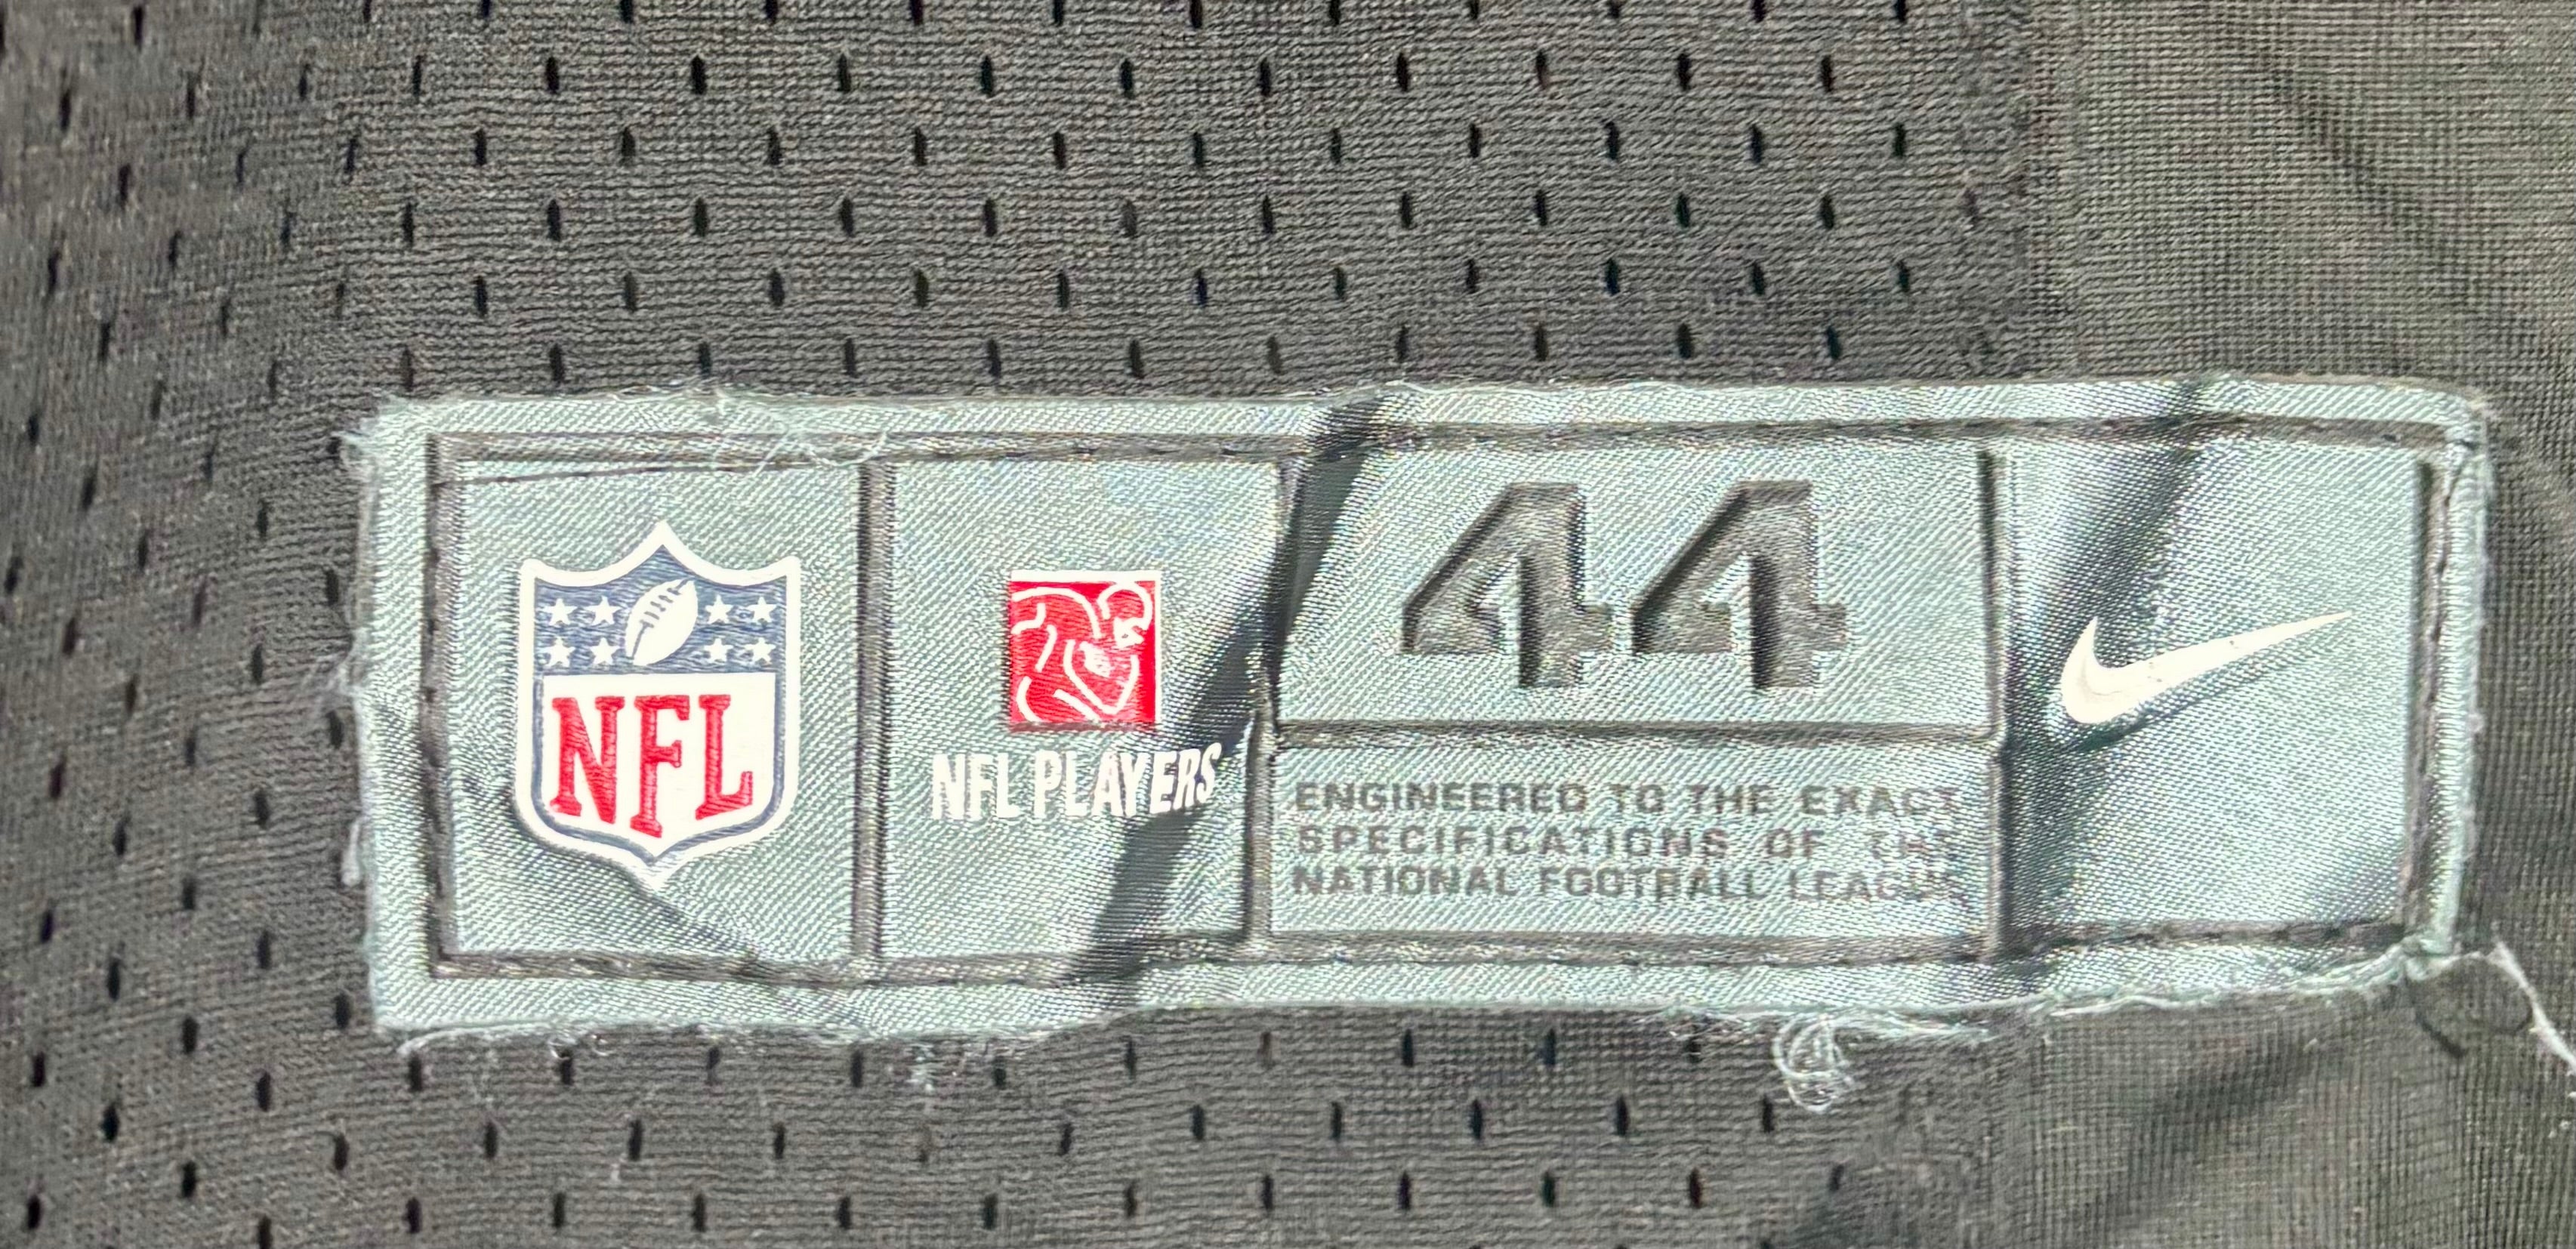 NFL
NFL PLAYERS
44
ENGINEERED TO THE EXACT
SPECIFICATIONS OF THE
NATIONAL FOOTBALL LEAGUE